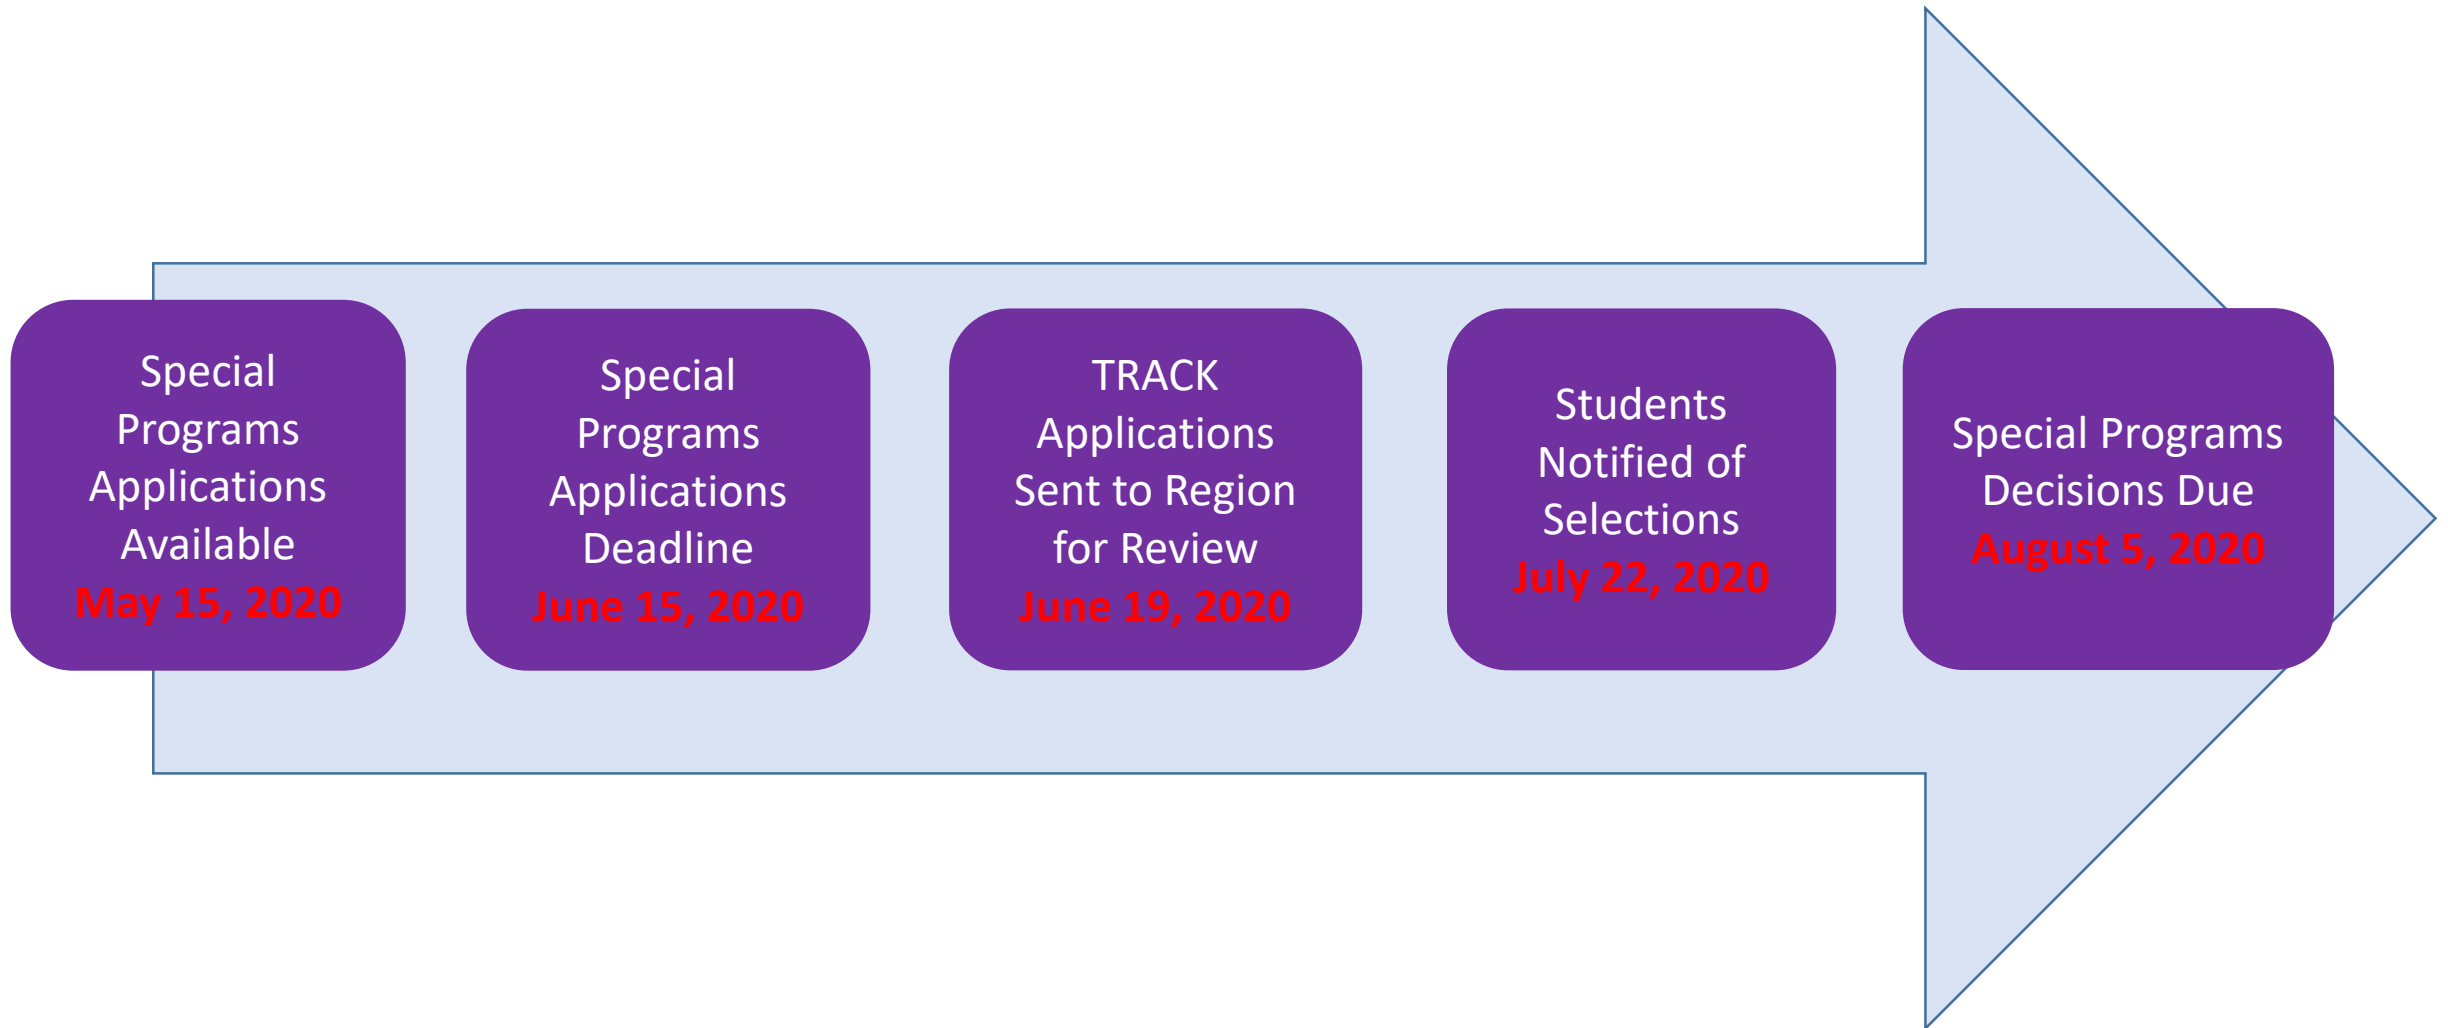 Special
Programs
Applications
Available
May 15, 2020
Special
Programs
Applications
Deadline
June 15, 2020
TRACK
Applications
Sent to Region
for Review
June 19, 2020
Students
Notified of
Selections
July 22, 2020
Special Programs
Decisions Due
August 5, 2020